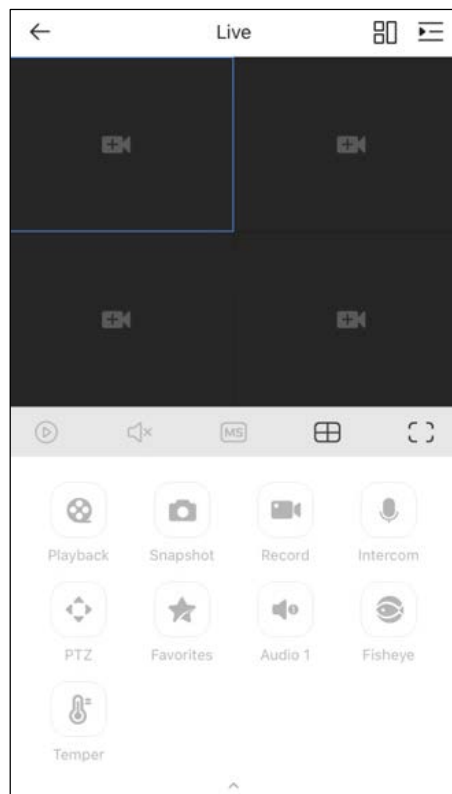 Live
MS
Playback Snapshot Record Intercom
PTZ Favorites Audio 1 Fisheye
Temper